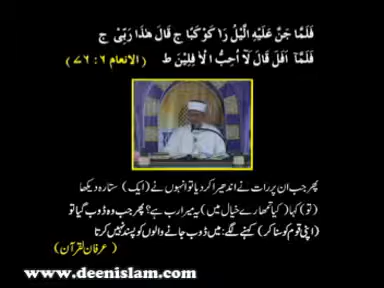 فَلَمَّا جَنَّ عَلَيْهِ الَّيْلُ رَاٰ كَوْكَبًا ج قَالَ هٰذَا رَبِّىْ ج
فَلَمَّآ اَفَلَ قَالَ لَآ اُحِبُّ الْاٰ فِلِيْنَ ط (الانعام ۶ : ۷۶)
پھر جب ان پر رات نے اندھیرا کر دیا تو انہوں نے (ایک) ستارہ دیکھا
(تو) کہا (کیا تمھارے خیال میں) یہ میرا رب ہے؟ پھر جب وہ ڈوب گیا تو
(اپنی قوم کو سنا کر) کہنے لگے: میں ڈوب جانے والوں کو پسند نہیں کرتا
(عرفان القرآن)
www.deenislam.com